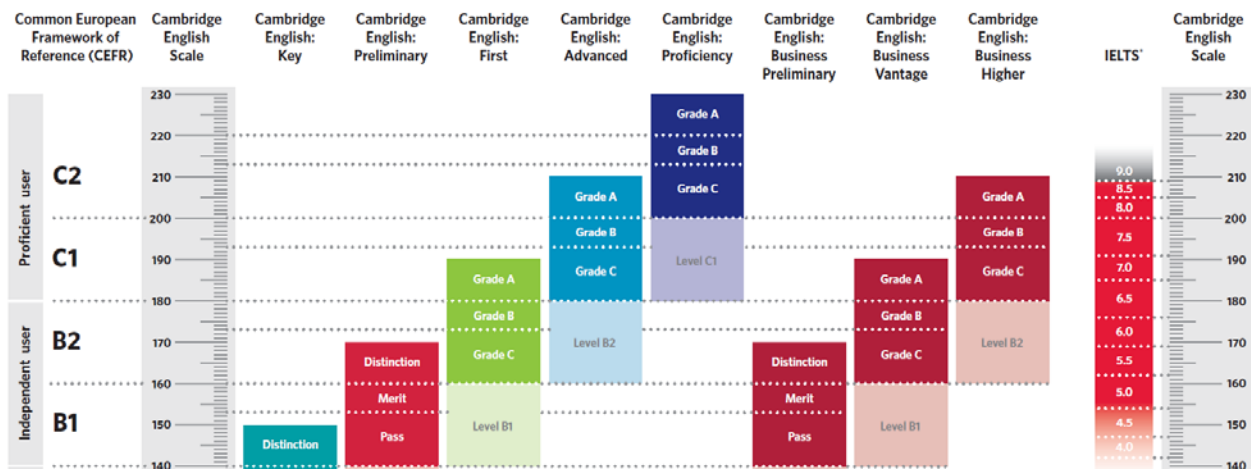 Common European
Framework of
Reference (CEFR)
Cambridge
English
Scale
Cambridge
English:
Key
Cambridge
English:
Preliminary
Cambridge
English:
First
Cambridge
English:
Advanced
Cambridge
English:
Proficiency
Cambridge
English:
Business
Preliminary
Cambridge
English:
Business
Vantage
Cambridge
English:
Business
Higher
IELTS*
Cambridge
English
Scale
Proficient user
Independent user
C2
C1
B2
B1
230
220
210
200
190
180
170
160
150
140
Distinction
Distinction
Merit
Pass
Grade A
Grade B
Grade C
Level B1
Grade A
Grade B
Grade C
Level B2
Grade A
Grade B
Grade C
Level C1
Distinction
Merit
Pass
Grade A
Grade B
Grade C
Level B1
Grade A
Grade B
Grade C
Level B2
9.0
8.5
8.0
7.5
7.0
6.5
6.0
5.5
5.0
4.5
4.0
230
220
210
200
190
180
170
160
150
140